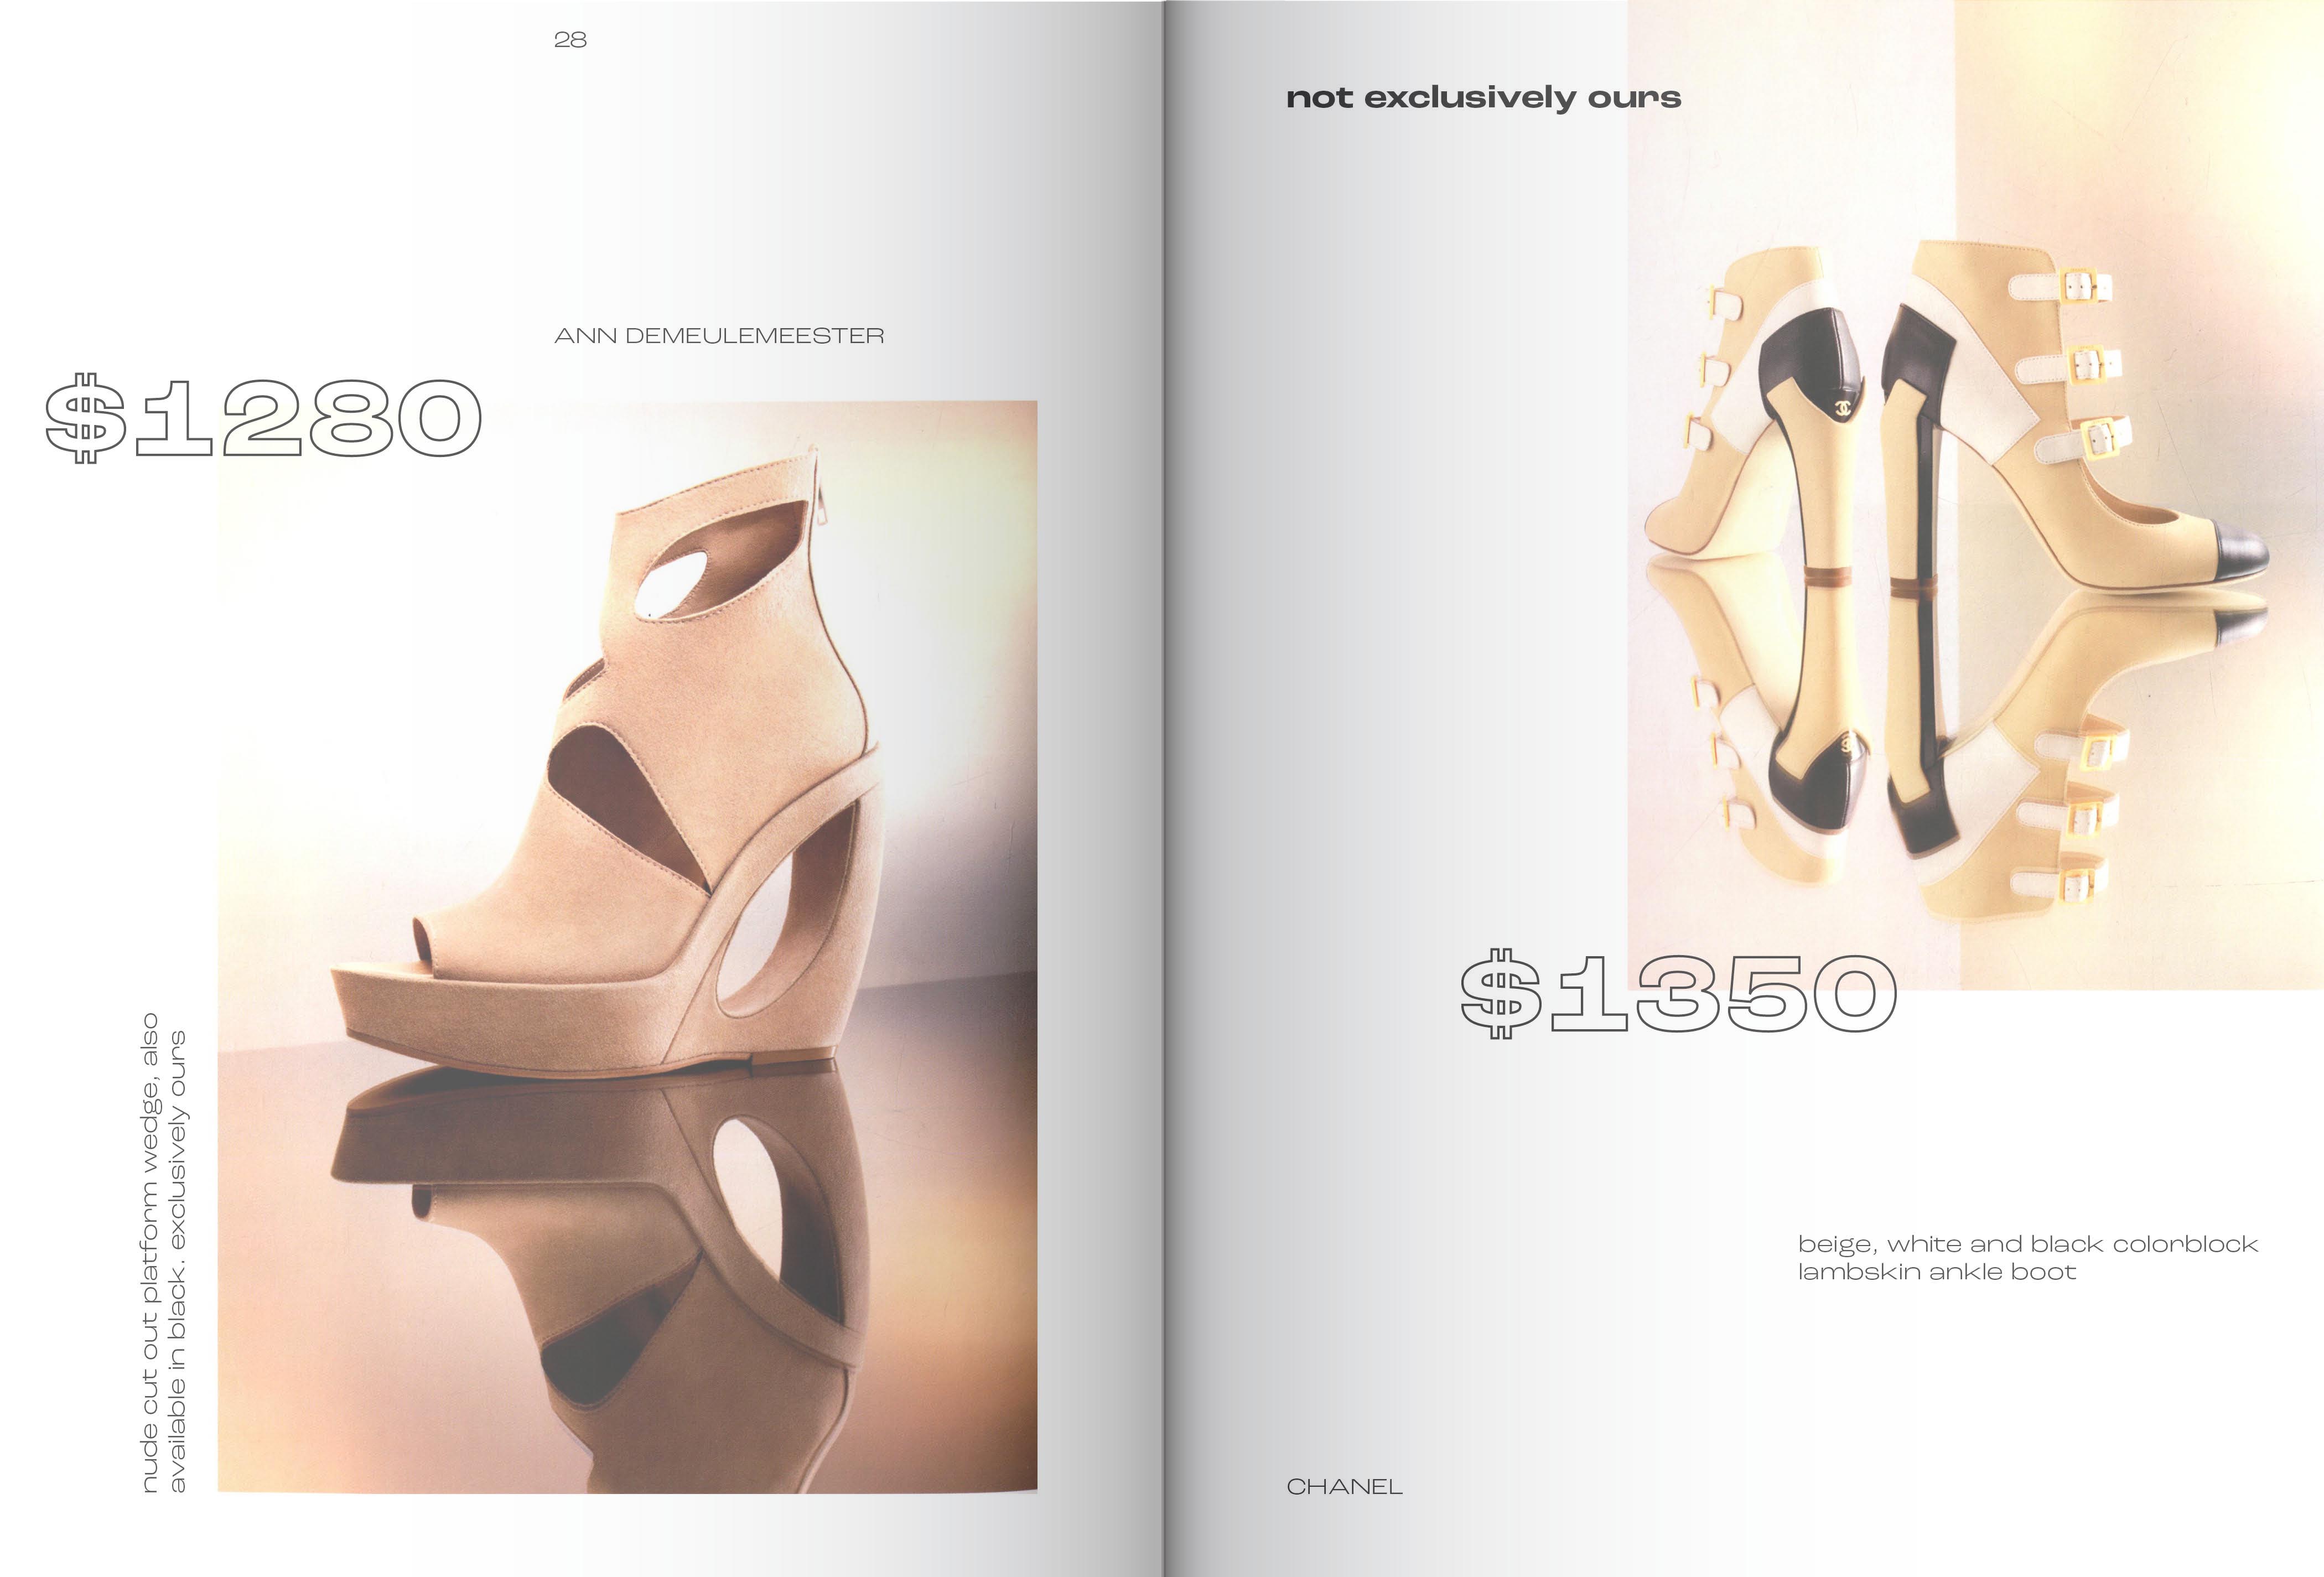 28
ANN DEMEULEMEESTER
$1280
nude cut out platform wedge, also
available in black. exclusively ours
not exclusively ours
$1350
beige, white and black colorblock
lambskin ankle boot
CHANEL